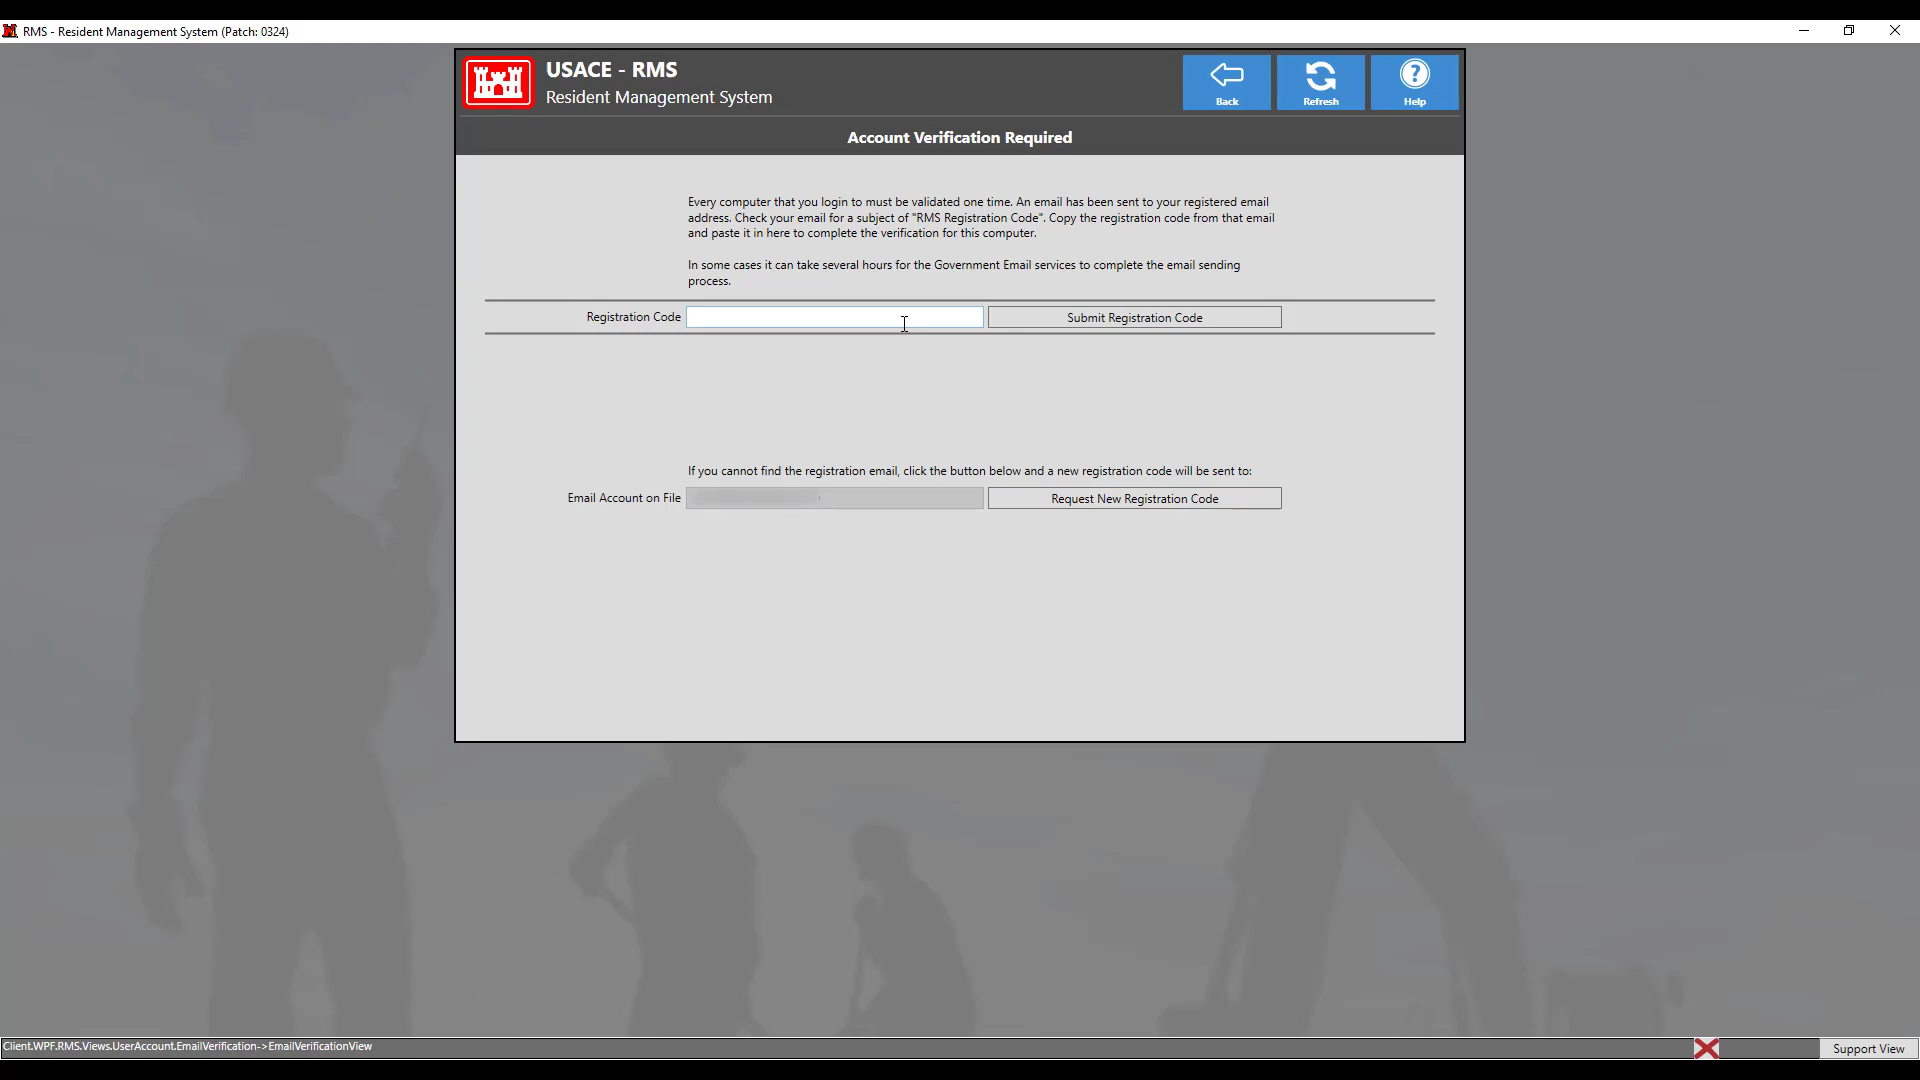 RMS - Resident Management System (Patch: 0324)
USACE - RMS
Resident Management System
Back
Refresh
Help
Account Verification Required
Every computer that you login to must be validated one time. An email has been sent to your registered email
address. Check your email for a subject of "RMS Registration Code". Copy the registration code from that email
and paste it in here to complete the verification for this computer.
In some cases it can take several hours for the Government Email services to complete the email sending
process.
Registration Code
Submit Registration Code
If you cannot find the registration email, click the button below and a new registration code will be sent to:
Email Account on File
Request New Registration Code
Client.WPF.RMS.Views.UserAccount.EmailVerification->EmailVerificationView
Support View